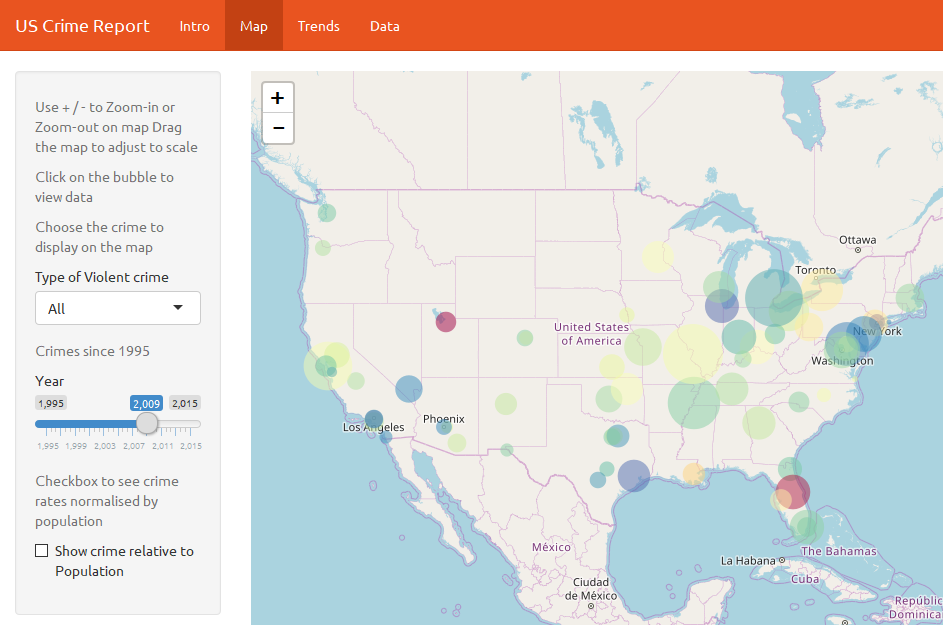 US Crime Report
Intro
Map
Trends
Data
Use + / - to Zoom-in or
Zoom-out on map Drag
the map to adjust to scale
Click on the bubble to
view data
Choose the crime to
display on the map
Type of Violent crime
All
Crimes since 1995
Year
1,995
2,009
2,015
1,995 1,999 2,003 2,007 2,011 2,015
Checkbox to see crime
rates normalised by
population
Show crime relative to
Population
+
−
Ottawa
Toronto
United States
of America
New York
Washington
Los Angeles
Phoenix
México
La Habana
The Bahamas
Cuba
Ciudad
de México
Repúblic
Dominica